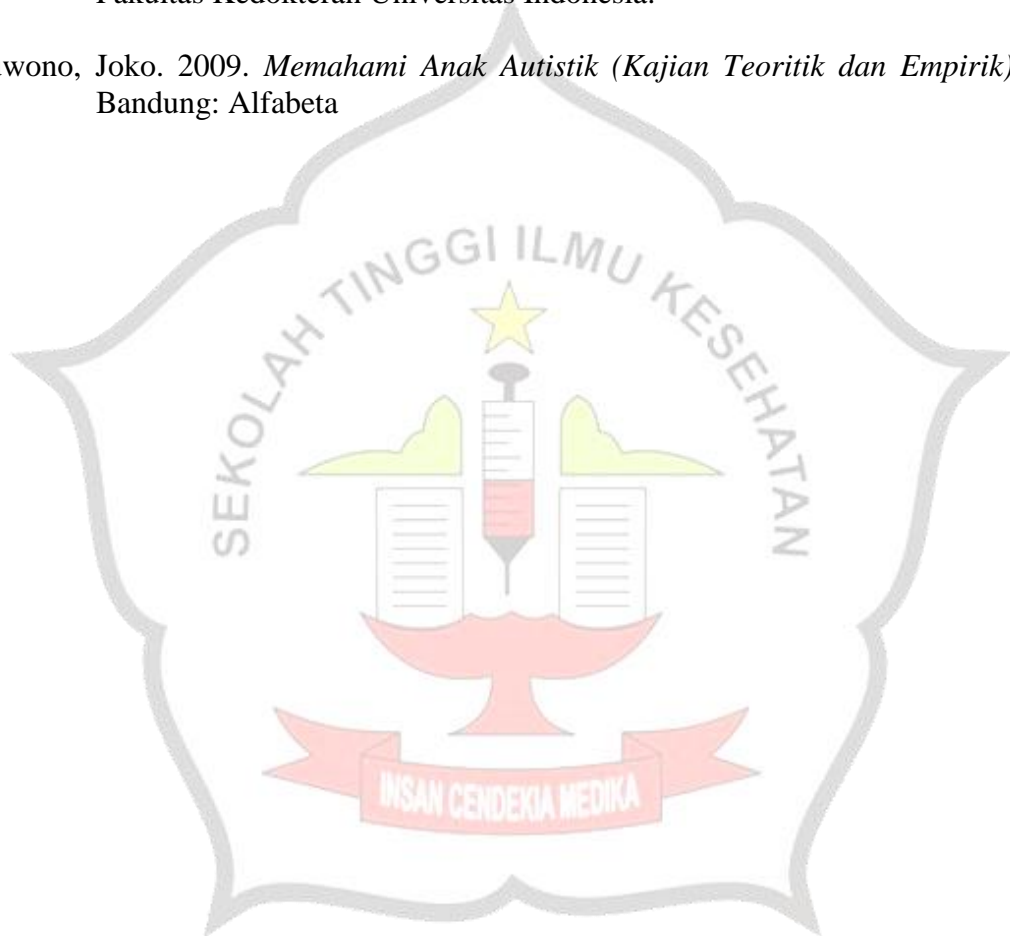 Fakultas Kedokteran Universitas Indonesia.
wono, Joko. 2009. Memahami Anak Autistik (Kajian Teoritik dan Empirik)
Bandung: Alfabeta
SEKOLAH TINGGI ILMU KESEHATAN
INSAN CENDEKIA MEDIKA